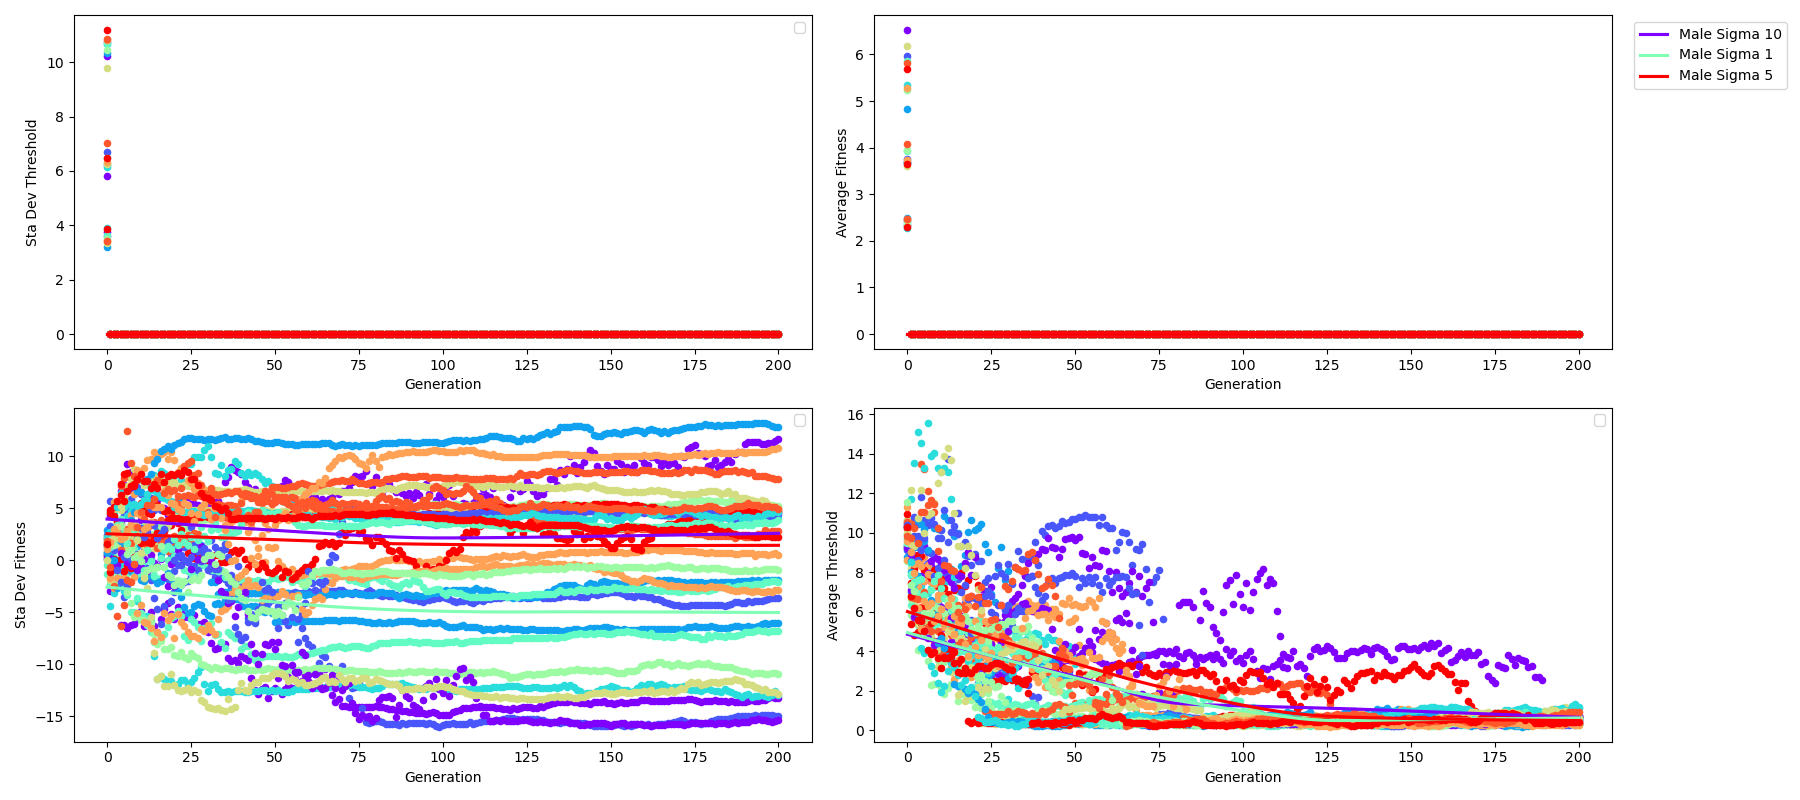 10
8
6
4
2
0
Sta Dev Threshold
0 25 50 75 100 125 150 175 200
Generation
6
5
4
3
2
1
0
Average Fitness
0 25 50 75 100 125 150 175 200
Generation
Male Sigma 10
Male Sigma 1
Male Sigma 5
10
5
0
−5
−10
−15
Sta Dev Fitness
0 25 50 75 100 125 150 175 200
Generation
16
14
12
10
8
6
4
2
0
Average Threshold
0 25 50 75 100 125 150 175 200
Generation